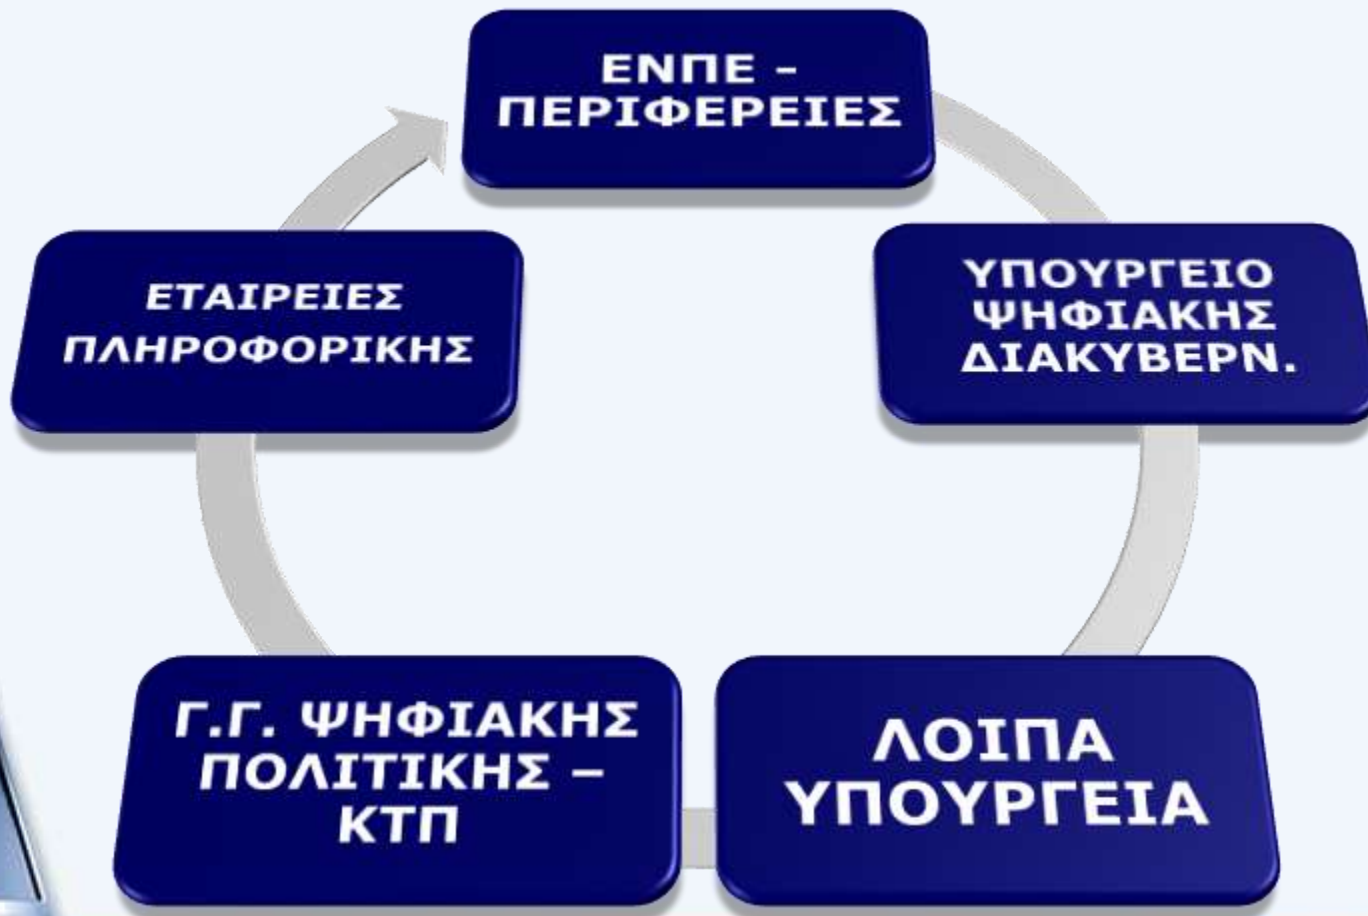 ΕΝΠΕ –
ΠΕΡΙΦΕΡΕΙΕΣ
ΥΠΟΥΡΓΕΙΟ
ΨΗΦΙΑΚΗΣ
ΔΙΑΚΥΒΕΡΝ.
ΛΟΙΠΑ
ΥΠΟΥΡΓΕΙΑ
Γ.Γ. ΨΗΦΙΑΚΗΣ
ΠΟΛΙΤΙΚΗΣ –
ΚΤΠ
ΕΤΑΙΡΕΙΕΣ
ΠΛΗΡΟΦΟΡΙΚΗΣ